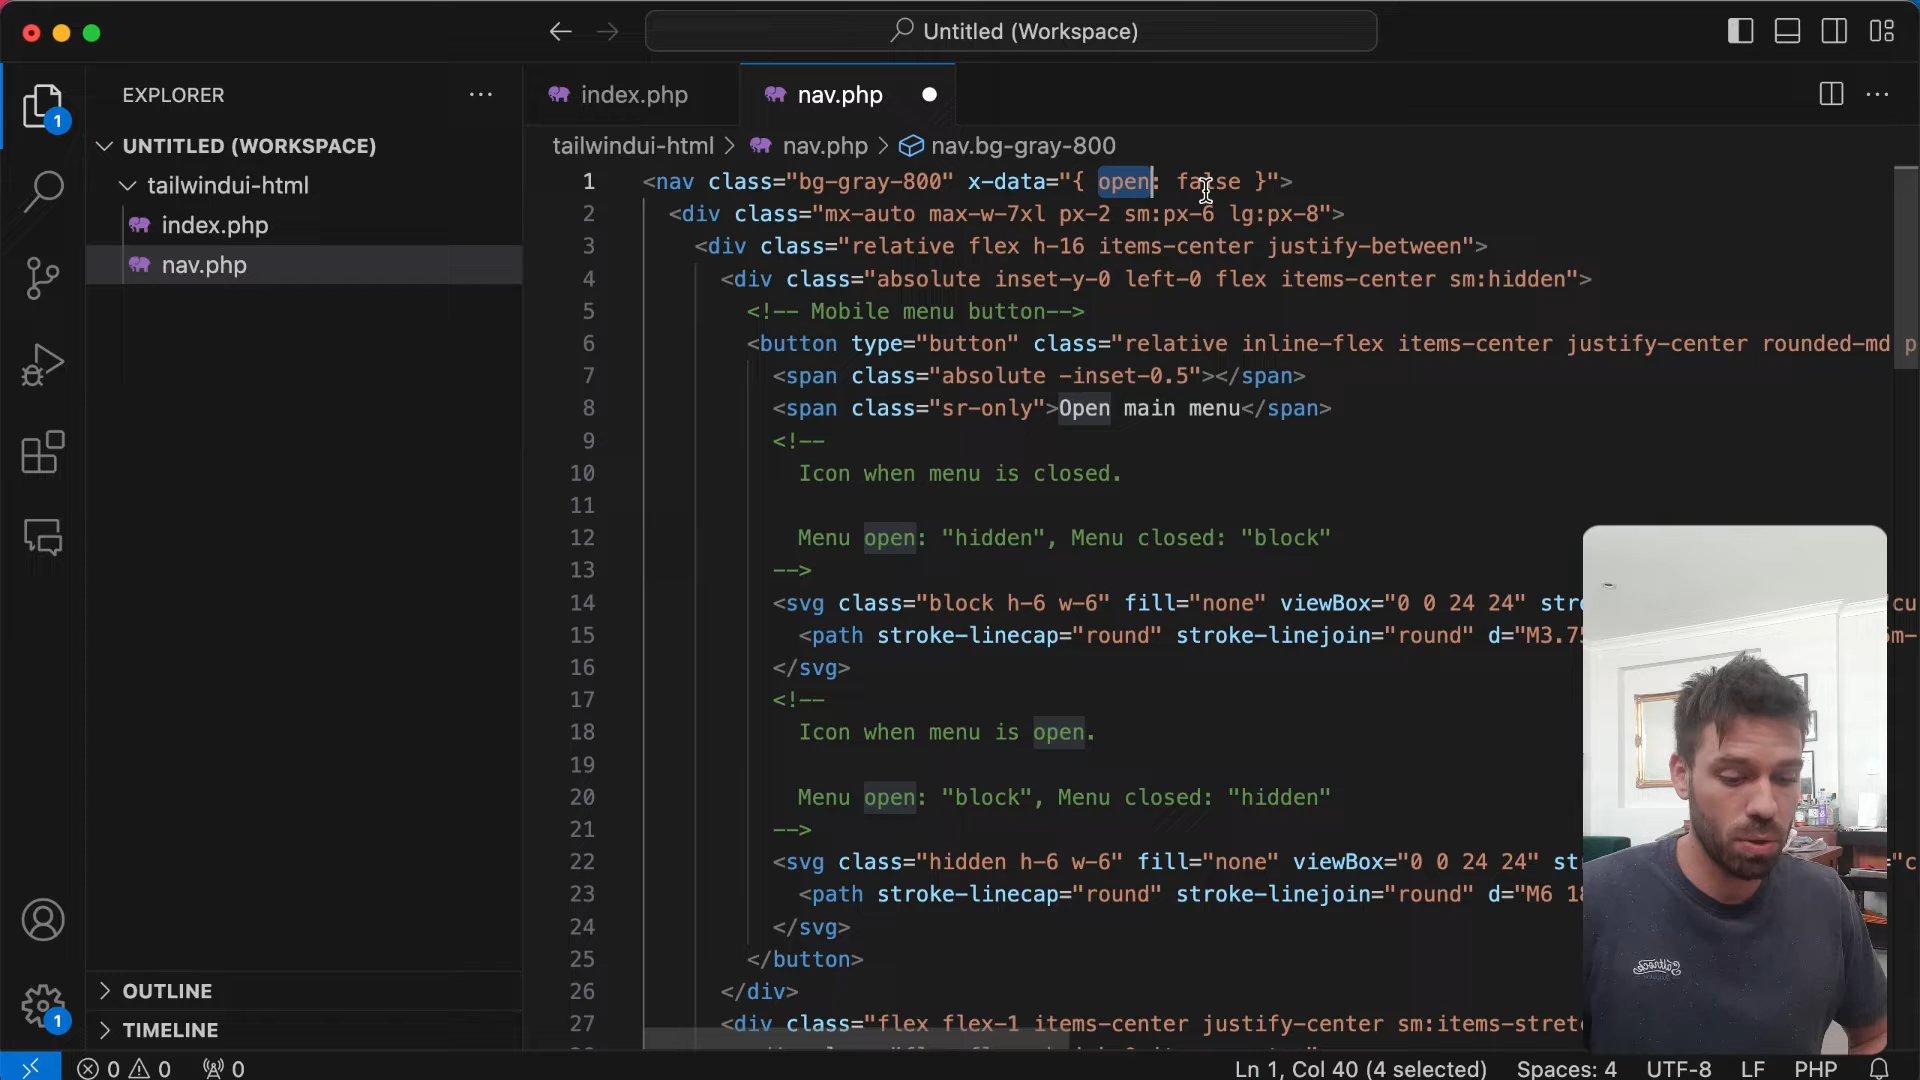 Untitled (Workspace)
EXPLORER
1
UNTITLED (WORKSPACE)
tailwindui-html
index.php
nav.php
OUTLINE
TIMELINE
1
index.php
nav.php
tailwindui-html > nav.php > nav.bg-gray-800
1 <nav class="bg-gray-800" x-data="{ open: false }">
2 <div class="mx-auto max-w-7xl px-2 sm:px-6 lg:px-8">
3 <div class="relative flex h-16 items-center justify-between">
4 <div class="absolute inset-y-0 left-0 flex items-center sm:hidden">
5 <!-- Mobile menu button-->
6 <button type="button" class="relative inline-flex items-center justify-center rounded-md p
7 <span class="absolute -inset-0.5"></span>
8 <span class="sr-only">Open main menu</span>
9 <!--
10 Icon when menu is closed.
11
12 Menu open: "hidden", Menu closed: "block"
13 -->
14 <svg class="block h-6 w-6" fill="none" viewBox="0 0 24 24" stro
15 <path stroke-linecap="round" stroke-linejoin="round" d="M3.75
16 </svg>
17 <!--
18 Icon when menu is open.
19
20 Menu open: "block", Menu closed: "hidden"
21 -->
22 <svg class="hidden h-6 w-6" fill="none" viewBox="0 0 24 24" st
23 <path stroke-linecap="round" stroke-linejoin="round" d="M6 18
24 </svg>
25 </button>
26 </div>
27 <div class="flex flex-1 items-center justify-center sm:items-stretc
0 0 0 Ln 1, Col 40 (4 selected) Spaces: 4 UTF-8 LF PHP